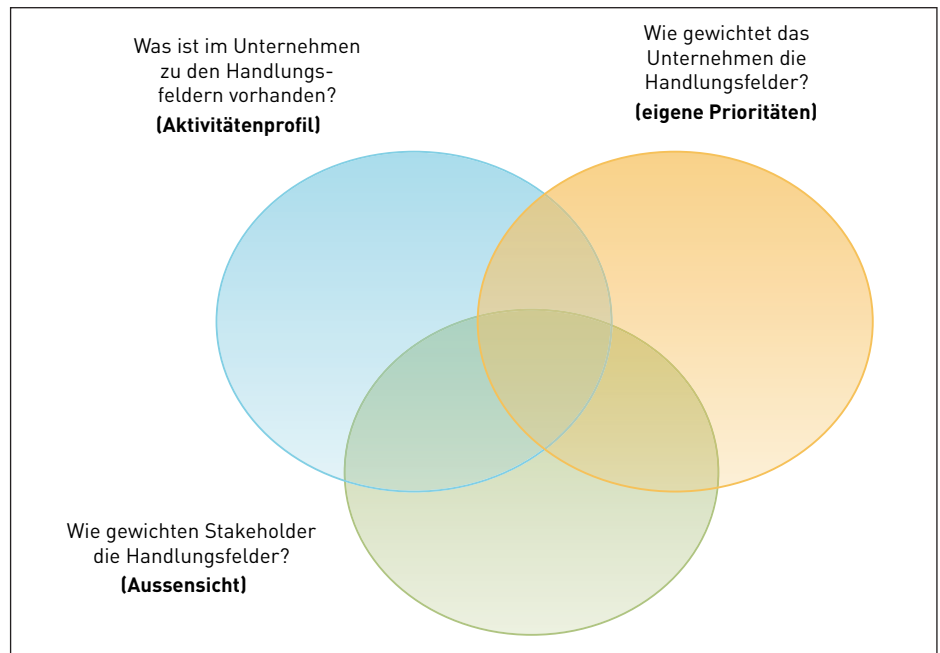 Was ist im Unternehmen
zu den Handlungs-
feldern vorhanden?
(Aktivitätenprofil)
Wie gewichtet das
Unternehmen die
Handlungsfelder?
(eigene Prioritäten)
Wie gewichten Stakeholder
die Handlungsfelder?
(Aussensicht)